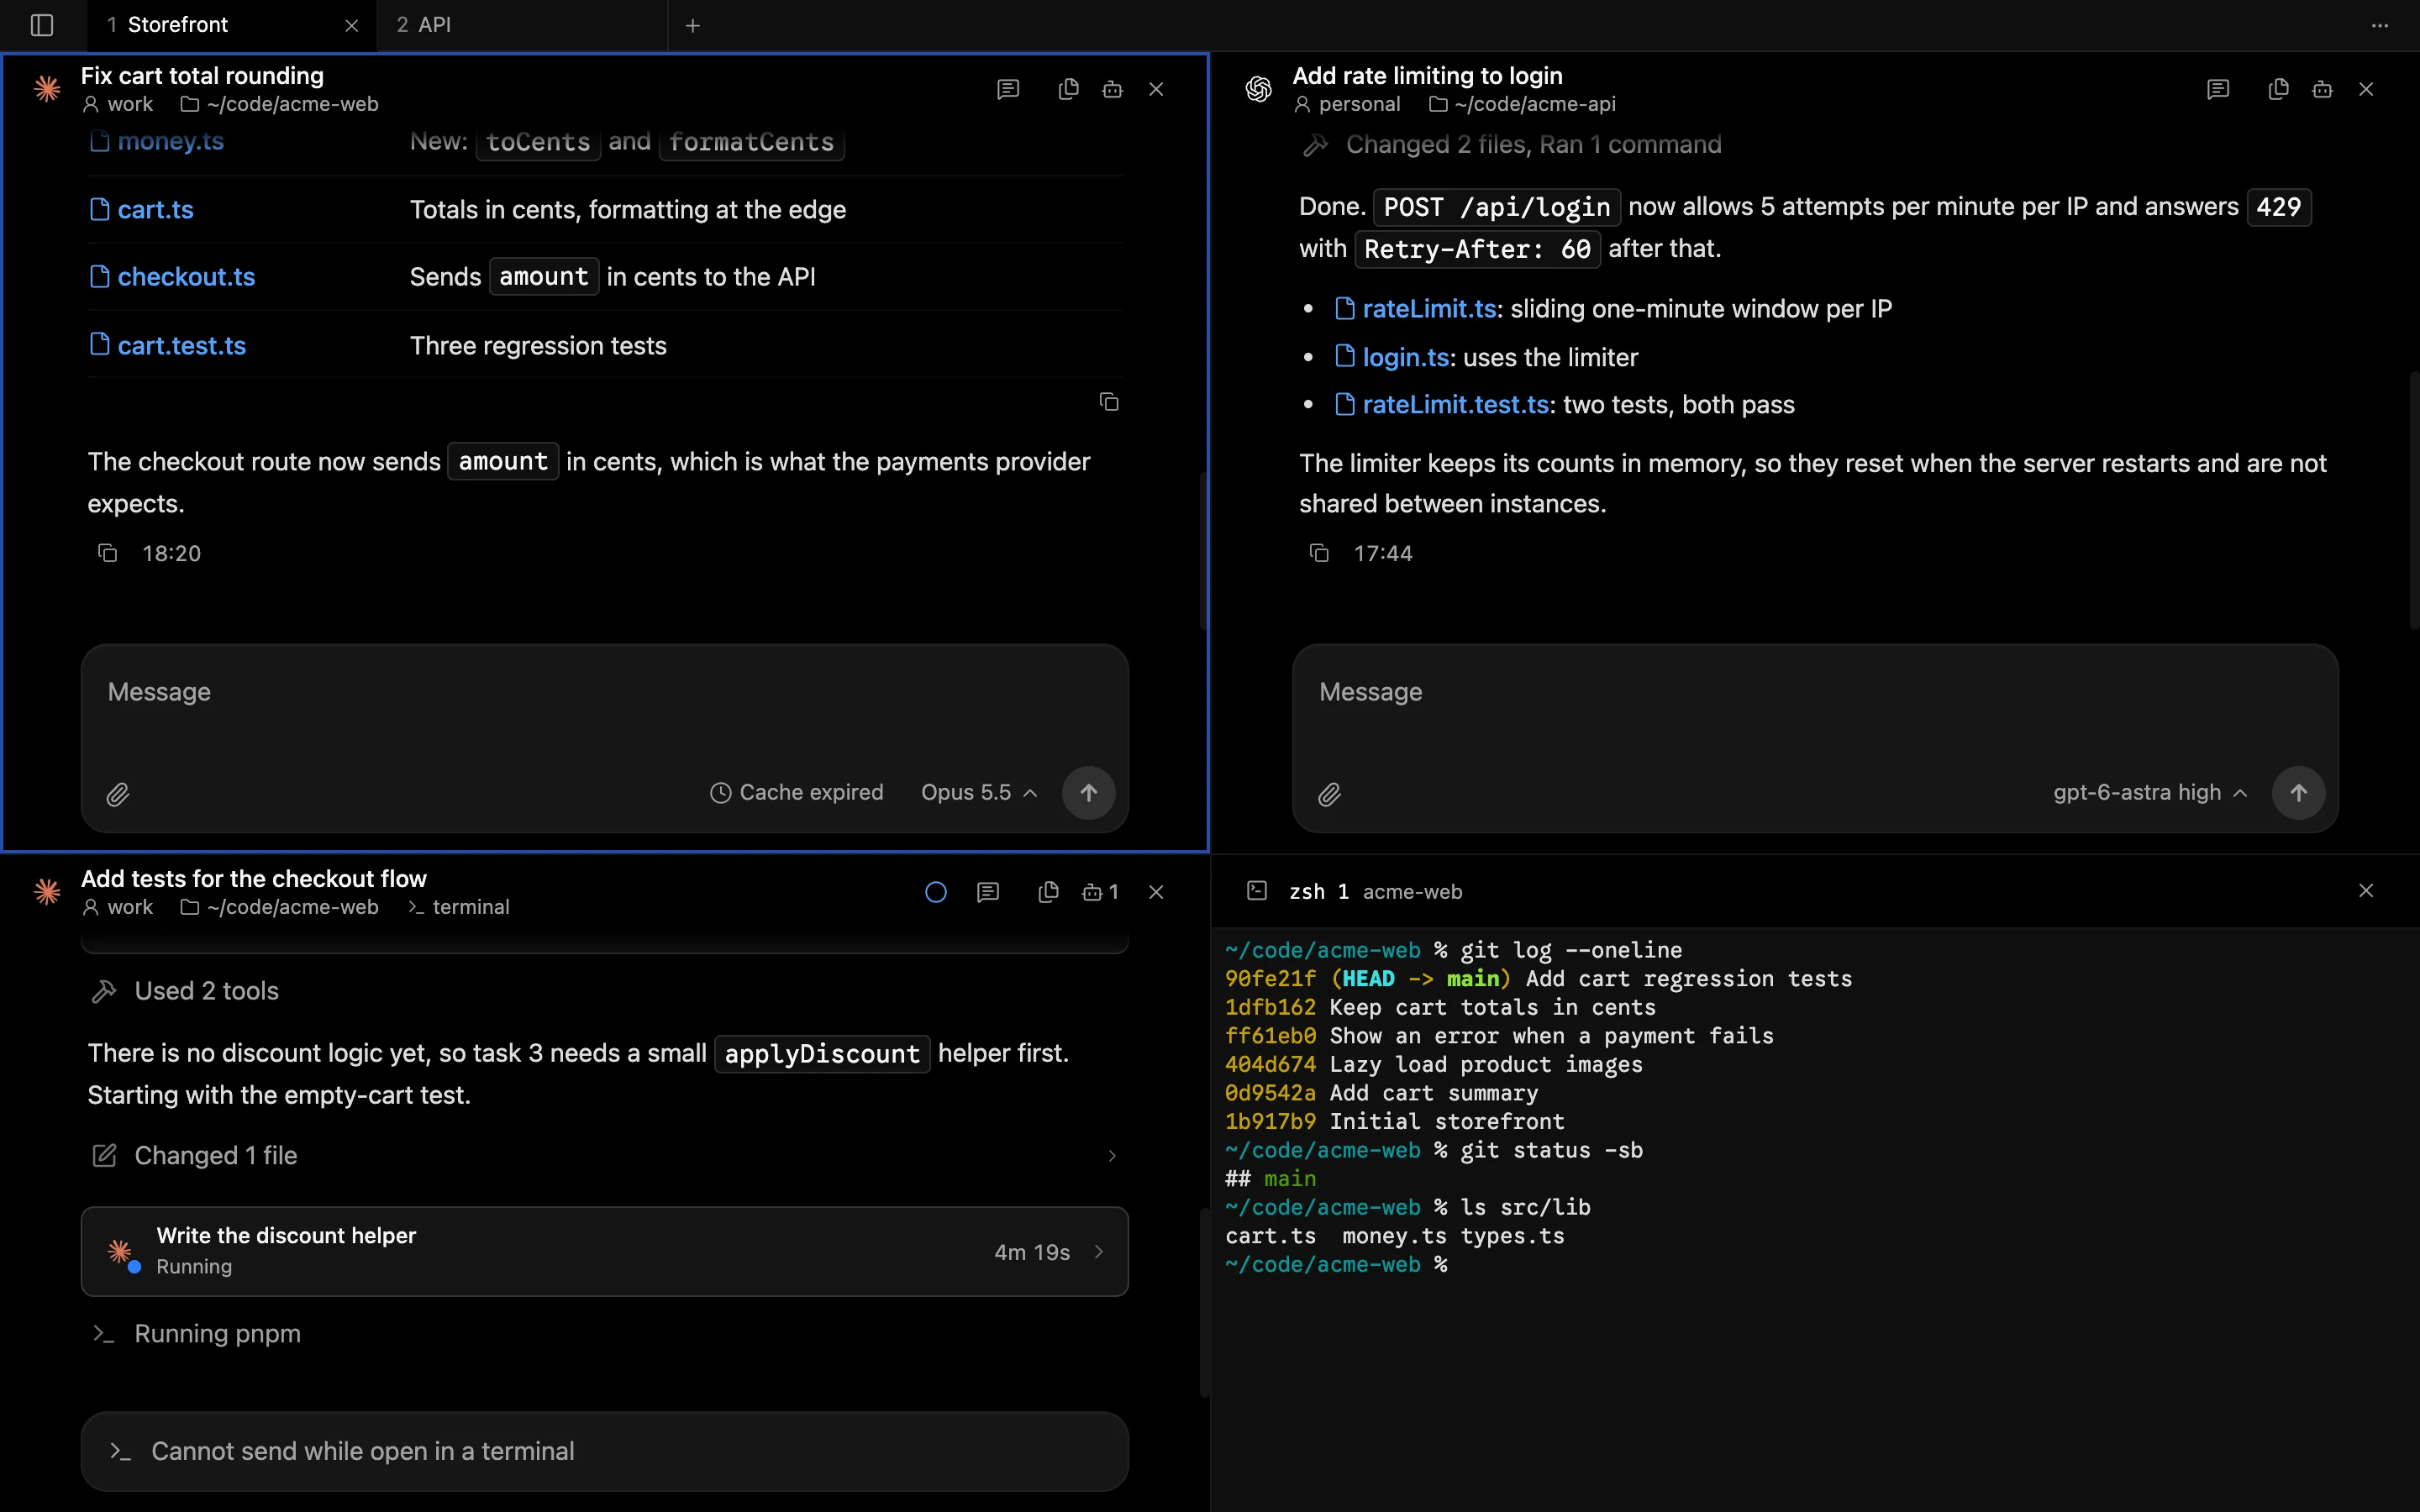 1 Storefront
2 API
Fix cart total rounding
work ~/code/acme-web
money.ts New: toCents and formatCents
cart.ts Totals in cents, formatting at the edge
checkout.ts Sends amount in cents to the API
cart.test.ts Three regression tests
The checkout route now sends amount in cents, which is what the payments provider
expects.
18:20
Message
Cache expired Opus 5.5
Add rate limiting to login
personal ~/code/acme-api
Changed 2 files, Ran 1 command
Done. POST /api/login now allows 5 attempts per minute per IP and answers 429
with Retry-After: 60 after that.
• rateLimit.ts: sliding one-minute window per IP
• login.ts: uses the limiter
• rateLimit.test.ts: two tests, both pass
The limiter keeps its counts in memory, so they reset when the server restarts and are not
shared between instances.
17:44
Message
gpt-6-astra high
Add tests for the checkout flow
work ~/code/acme-web >_ terminal
1
Used 2 tools
There is no discount logic yet, so task 3 needs a small applyDiscount helper first.
Starting with the empty-cart test.
Changed 1 file
Write the discount helper
Running
4m 19s
>_ Running pnpm
>_ Cannot send while open in a terminal
zsh 1 acme-web
~/code/acme-web % git log --oneline
90fe21f (HEAD -> main) Add cart regression tests
1dfb162 Keep cart totals in cents
ff61eb0 Show an error when a payment fails
404d674 Lazy load product images
0d9542a Add cart summary
1b917b9 Initial storefront
~/code/acme-web % git status -sb
## main
~/code/acme-web % ls src/lib
cart.ts  money.ts types.ts
~/code/acme-web %